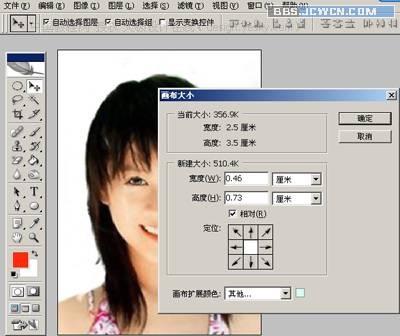 文件(F) 编辑(E) 图像(I) 图层(L) 选择(S) 滤镜(T) 视图(V) 窗口(W) 帮助(H)
BBS.JCWCN.COM
自动选择图层 自动选择组 显示变换控件
画布大小
当前大小: 356.9K
宽度: 2.5 厘米
高度: 3.5 厘米
确定
取消
新建大小: 510.4K
宽度(W): 0.46 厘米
高度(H): 0.73 厘米
相对(R)
定位:
画布扩展颜色: 其它...
T